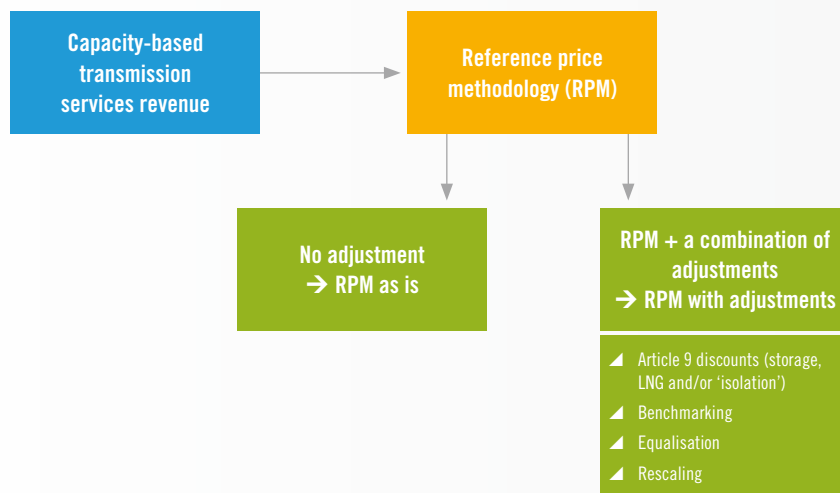 Capacity-based
transmission
services revenue
Reference price
methodology (RPM)
No adjustment
→ RPM as is
RPM + a combination of
adjustments
→ RPM with adjustments
Article 9 discounts (storage,
LNG and/or ‘isolation’)
Benchmarking
Equalisation
Rescaling